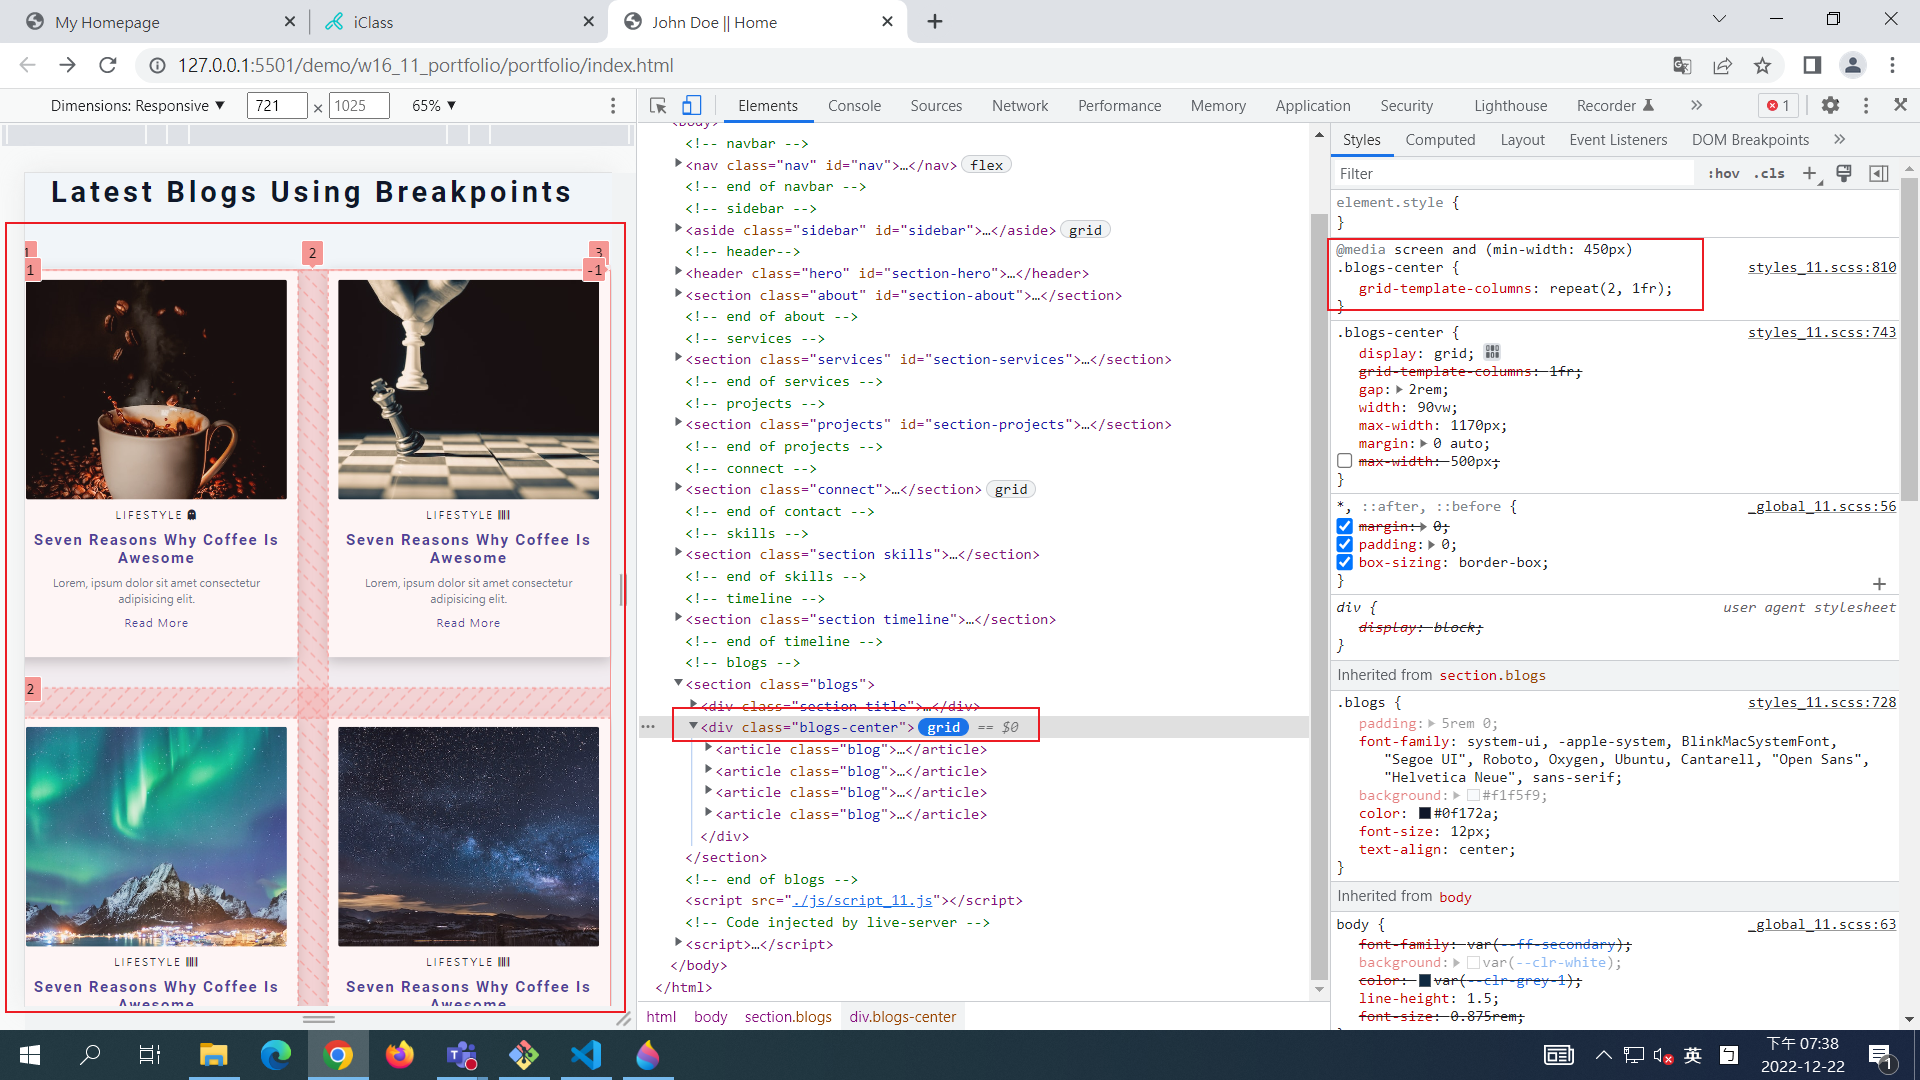 My Homepage
iClass
John Doe || Home
127.0.0.1:5501/demo/w16_11_portfolio/portfolio/index.html
Dimensions: Responsive ▼ 721 × 1025 65% ▼
Elements Console Sources Network Performance Memory Application Security Lighthouse Recorder » 1
Latest Blogs Using Breakpoints
1 2 3
1 -1
LIFESTYLE
Seven Reasons Why Coffee Is
Awesome
Lorem, ipsum dolor sit amet consectetur
adipisicing elit.
Read More
LIFESTYLE
Seven Reasons Why Coffee Is
Awesome
Lorem, ipsum dolor sit amet consectetur
adipisicing elit.
Read More
2
LIFESTYLE
Seven Reasons Why Coffee Is
Awesome
LIFESTYLE
Seven Reasons Why Coffee Is
Awesome
<body>
<!-- navbar -->
<nav class="nav" id="nav">…</nav> flex
<!-- end of navbar -->
<!-- sidebar -->
<aside class="sidebar" id="sidebar">…</aside> grid
<!-- header-->
<header class="hero" id="section-hero">…</header>
<section class="about" id="section-about">…</section>
<!-- end of about -->
<!-- services -->
<section class="services" id="section-services">…</section>
<!-- end of services -->
<!-- projects -->
<section class="projects" id="section-projects">…</section>
<!-- end of projects -->
<!-- connect -->
<section class="connect">…</section> grid
<!-- end of contact -->
<!-- skills -->
<section class="section skills">…</section>
<!-- end of skills -->
<!-- timeline -->
<section class="section timeline">…</section>
<!-- end of timeline -->
<!-- blogs -->
<section class="blogs">
<div class="section title">…</div>
<div class="blogs-center"> grid == $0
<article class="blog">…</article>
<article class="blog">…</article>
<article class="blog">…</article>
<article class="blog">…</article>
</div>
</section>
<!-- end of blogs -->
<script src="./js/script_11.js"></script>
<!-- Code injected by live-server -->
<script>…</script>
</body>
</html>
html body section.blogs div.blogs-center
Styles Computed Layout Event Listeners DOM Breakpoints »
Filter :hov .cls +
element.style {
}
@media screen and (min-width: 450px)
.blogs-center { styles_11.scss:810
grid-template-columns: repeat(2, 1fr);
}
.blogs-center { styles_11.scss:743
display: grid;
grid-template-columns: 1fr;
gap: 2rem;
width: 90vw;
max-width: 1170px;
margin: 0 auto;
max-width: 500px;
}
*, ::after, ::before { _global_11.scss:56
margin: 0;
padding: 0;
box-sizing: border-box;
}
div { user agent stylesheet
display: block;
}
Inherited from section.blogs
.blogs { styles_11.scss:728
padding: 5rem 0;
font-family: system-ui, -apple-system, BlinkMacSystemFont,
"Segoe UI", Roboto, Oxygen, Ubuntu, Cantarell, "Open Sans",
"Helvetica Neue", sans-serif;
background: #f1f5f9;
color: #0f172a;
font-size: 12px;
text-align: center;
}
Inherited from body
body { _global_11.scss:63
font-family: var(--ff-secondary);
background: var(--clr-white);
color: var(--clr-grey-1);
line-height: 1.5;
font-size: 0.875rem;
英 ㄅ
下午 07:38
2022-12-22
1